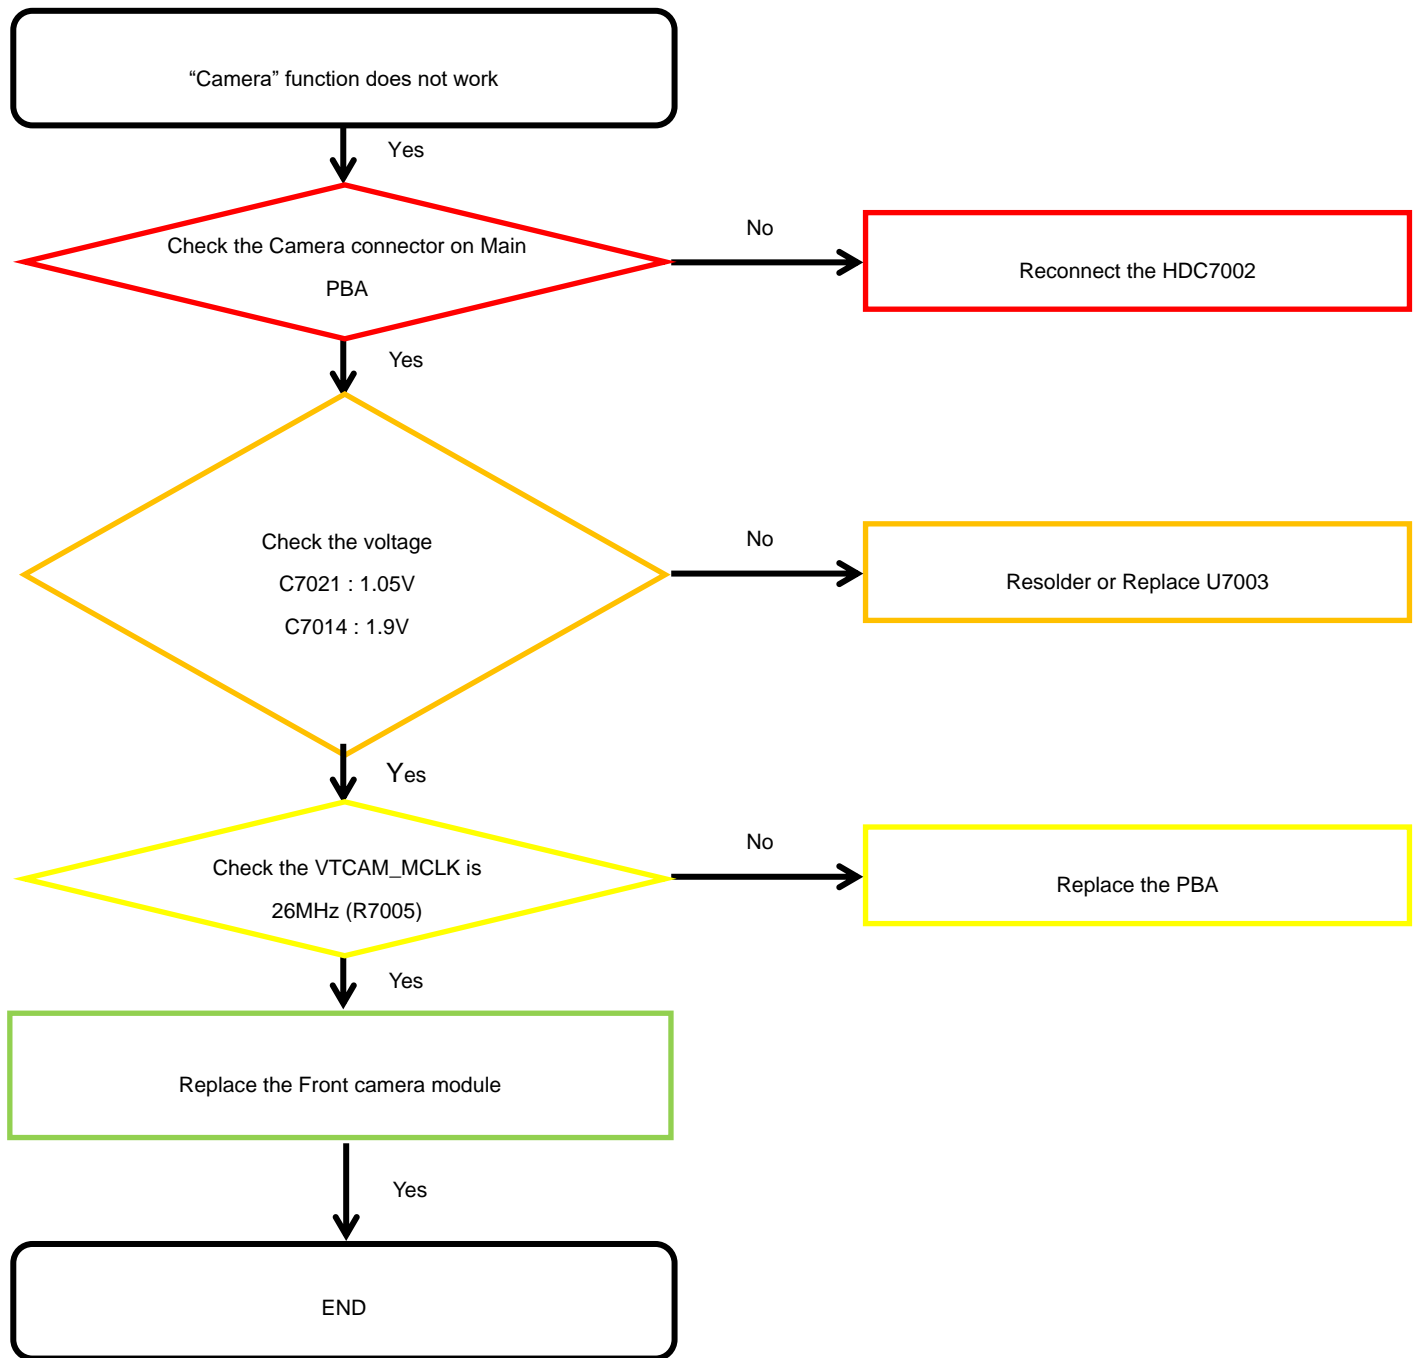 “Camera” function does not work
Yes
Check the Camera connector on Main
PBA
No
Reconnect the HDC7002
Yes
Check the voltage
C7021 : 1.05V
C7014 : 1.9V
No
Resolder or Replace U7003
Yes
Check the VTCAM_MCLK is
26MHz (R7005)
No
Replace the PBA
Yes
Replace the Front camera module
Yes
END